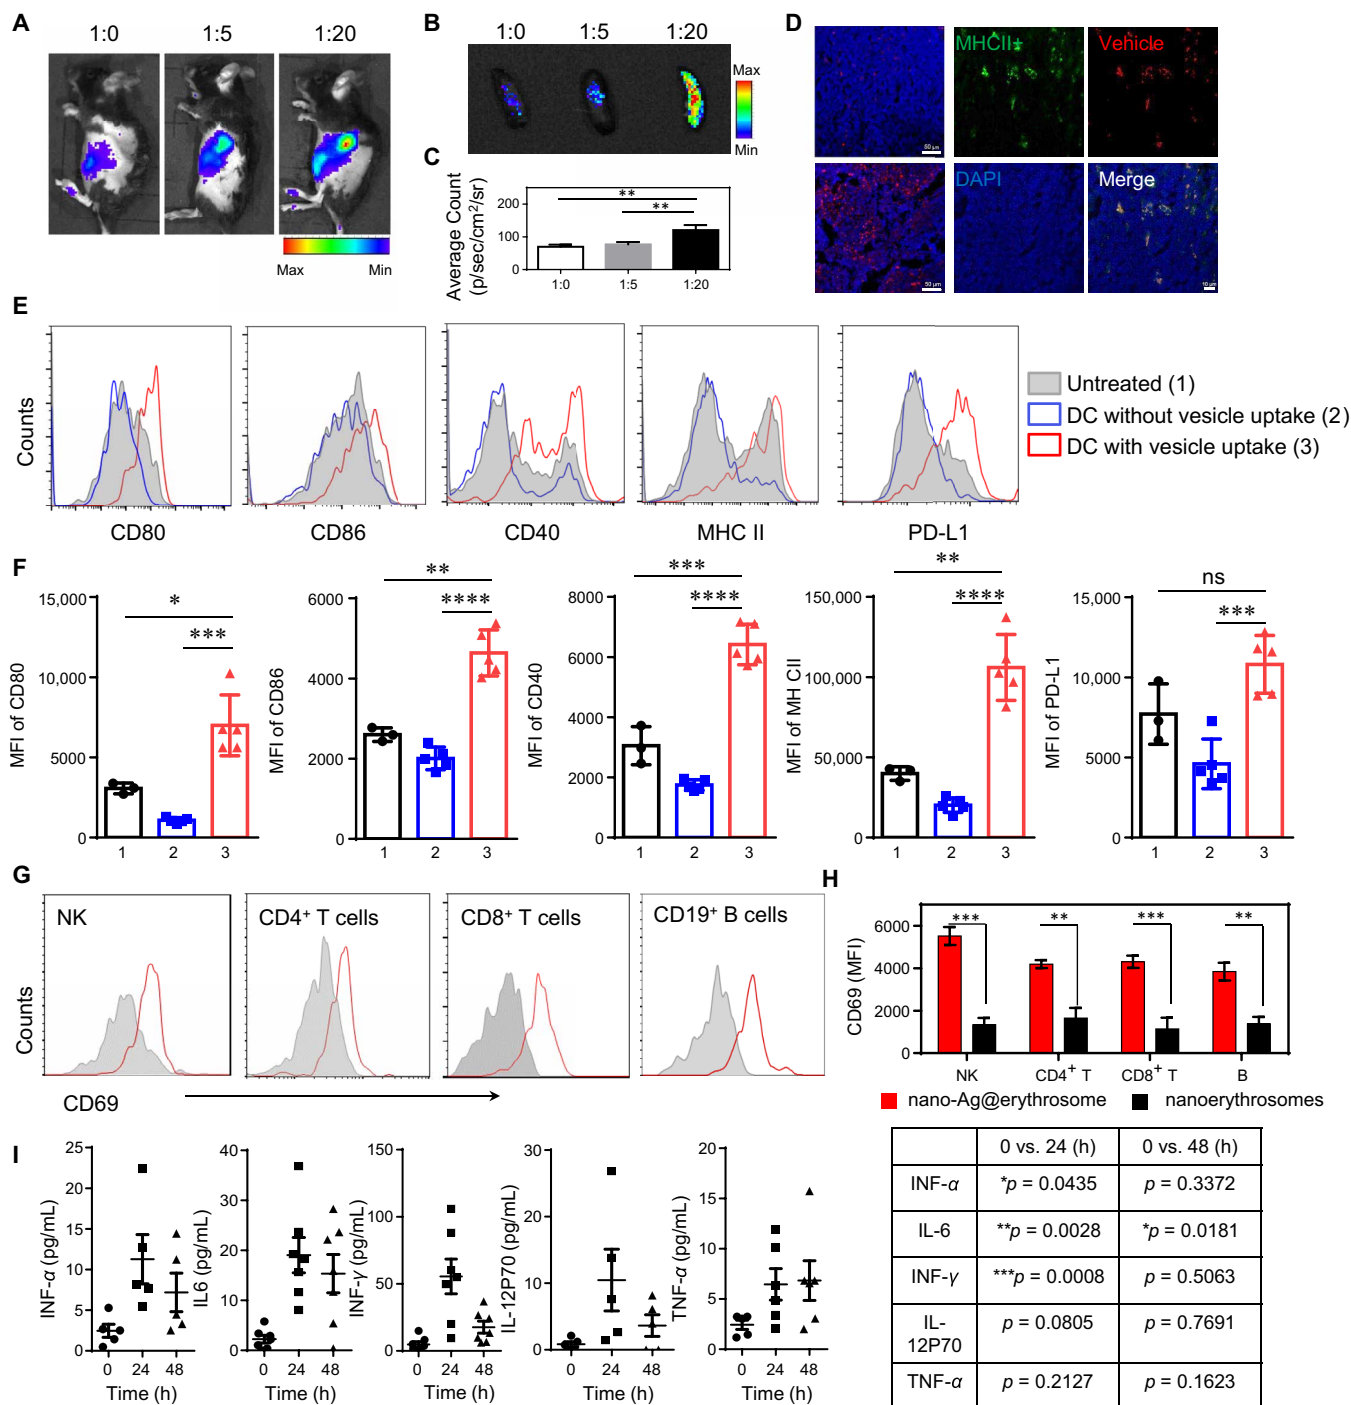 A
1:0 1:5 1:20
Max Min
B
1:0 1:5 1:20
Max
Min
C
Average Count
(p/sec/cm²/sr)
200
100
0
** 
**
1:0 1:5 1:20
D
MHCII+ Vehicle
50 μm
DAPI Merge
50 μm
10 μm
E
Counts
CD80 CD86 CD40 MHC II PD-L1
Untreated (1)
DC without vesicle uptake (2)
DC with vesicle uptake (3)
F
MFI of CD80
15,000
10,000
5000
0
*
***
1 2 3
MFI of CD86
6000
4000
2000
0
**
****
1 2 3
MFI of CD40
8000
6000
4000
2000
0
***
****
1 2 3
MFI of MH CII
150,000
100,000
50,000
0
**
****
1 2 3
MFI of PD-L1
15,000
10,000
5000
0
ns
***
1 2 3
G
Counts
NK CD4⁺ T cells CD8⁺ T cells CD19⁺ B cells
CD69
H
CD69 (MFI)
6000
4000
2000
0
*** ** *** **
NK CD4⁺ T CD8⁺ T B
nano-Ag@erythrosome nanoerythrosomes
I
INF-α (pg/mL)
25
20
15
10
5
0
0 24 48
Time (h)
IL6 (pg/mL)
40
30
20
10
0
0 24 48
Time (h)
INF-γ (pg/mL)
150
100
50
0
0 24 48
Time (h)
IL-12P70 (pg/mL)
30
20
10
0
0 24 48
Time (h)
TNF-α (pg/mL)
20
15
10
5
0
0 24 48
Time (h)
0 vs. 24 (h) 0 vs. 48 (h)
INF-α *p = 0.0435 p = 0.3372
IL-6 **p = 0.0028 *p = 0.0181
INF-γ ***p = 0.0008 p = 0.5063
IL-
12P70 p = 0.0805 p = 0.7691
TNF-α p = 0.2127 p = 0.1623